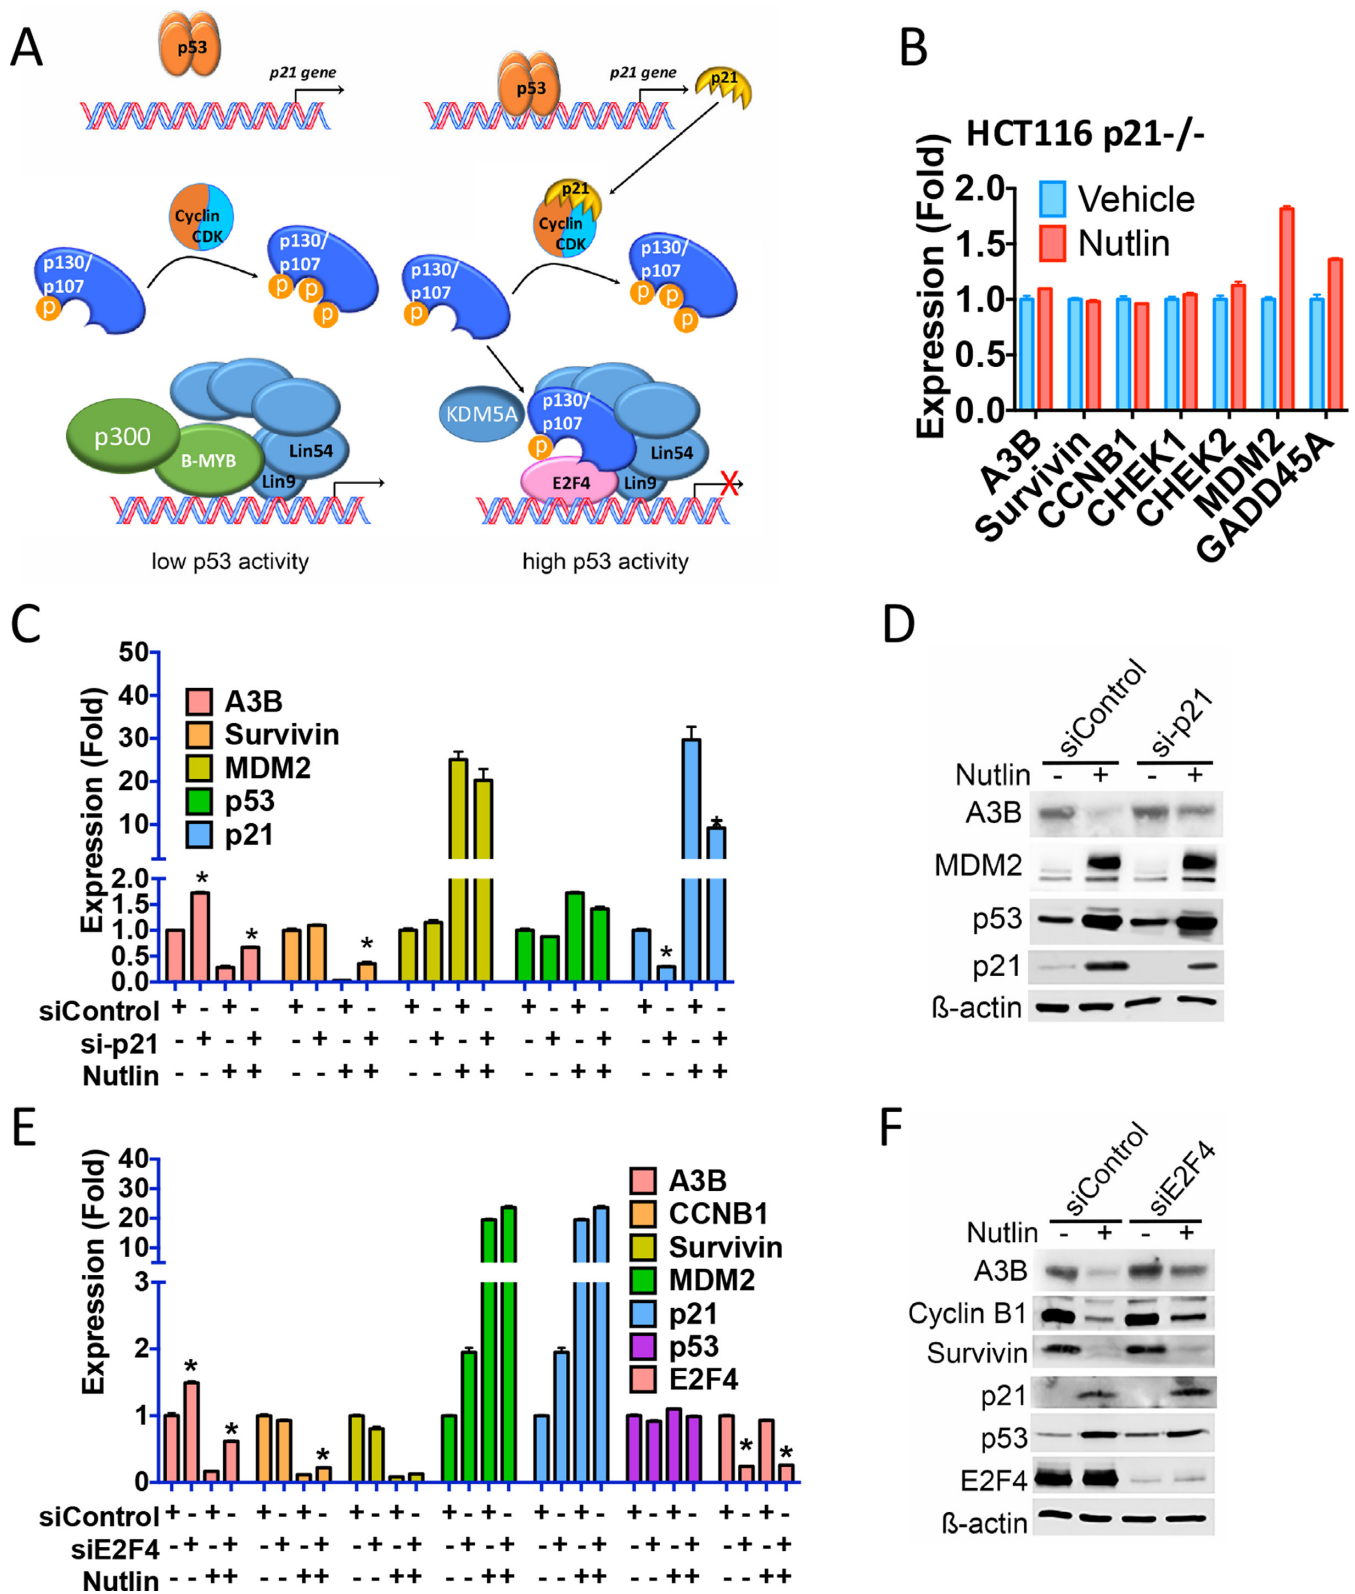 A
p53
p21 gene
p53
p21 gene
p21
Cyclin
CDK
p130/
p107
p
p130/
p107
p
p
p
p21
Cyclin
CDK
p130/
p107
p
p130/
p107
p
p
p
p300
B-MYB
Lin54
Lin9
KDM5A
p130/
p107
p
E2F4
Lin54
Lin9
X
low p53 activity
high p53 activity
B
HCT116 p21-/-
Expression (Fold)
2.0
1.5
1.0
0.5
0.0
Vehicle
Nutlin
A3B
Survivin
CCNB1
CHEK1
CHEK2
MDM2
GADD45A
C
Expression (Fold)
50
40
30
20
10
2.0
1.5
1.0
0.5
0.0
A3B
Survivin
MDM2
p53
p21
* * * * *
siControl + - + - + - + - + - + - + - + - + - + -
si-p21 - + - + - + - + - + - + - + - + - + - +
Nutlin - - + + - - + + - - + + - - + + - - + +
D
siControl si-p21
Nutlin - + - +
A3B
MDM2
p53
p21
ß-actin
E
Expression (Fold)
40
30
20
10
3
2
1
0
A3B
CCNB1
Survivin
MDM2
p21
p53
E2F4
* * * * *
siControl + - + - + - + - + - + - + - + - + - + - + - + - + - + -
siE2F4 - + - + - + - + - + - + - + - + - + - + - + - + - + - +
Nutlin - - + + - - + + - - + + - - + + - - + + - - + + - - + +
F
siControl siE2F4
Nutlin - + - +
A3B
Cyclin B1
Survivin
p21
p53
E2F4
ß-actin